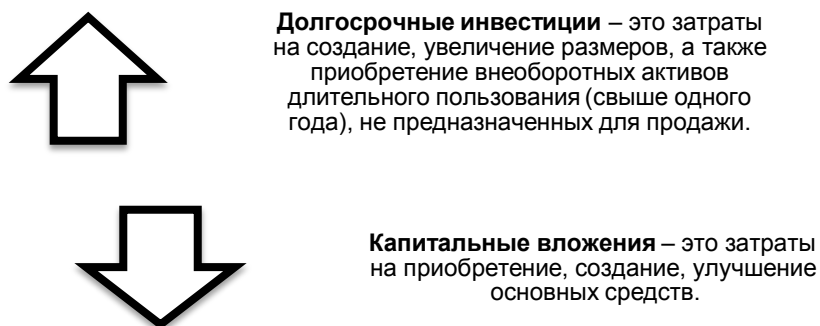 Долгосрочные инвестиции – это затраты
на создание, увеличение размеров, а также
приобретение внеоборотных активов
длительного пользования (свыше одного
года), не предназначенных для продажи.
Капитальные вложения – это затраты
на приобретение, создание, улучшение
основных средств.